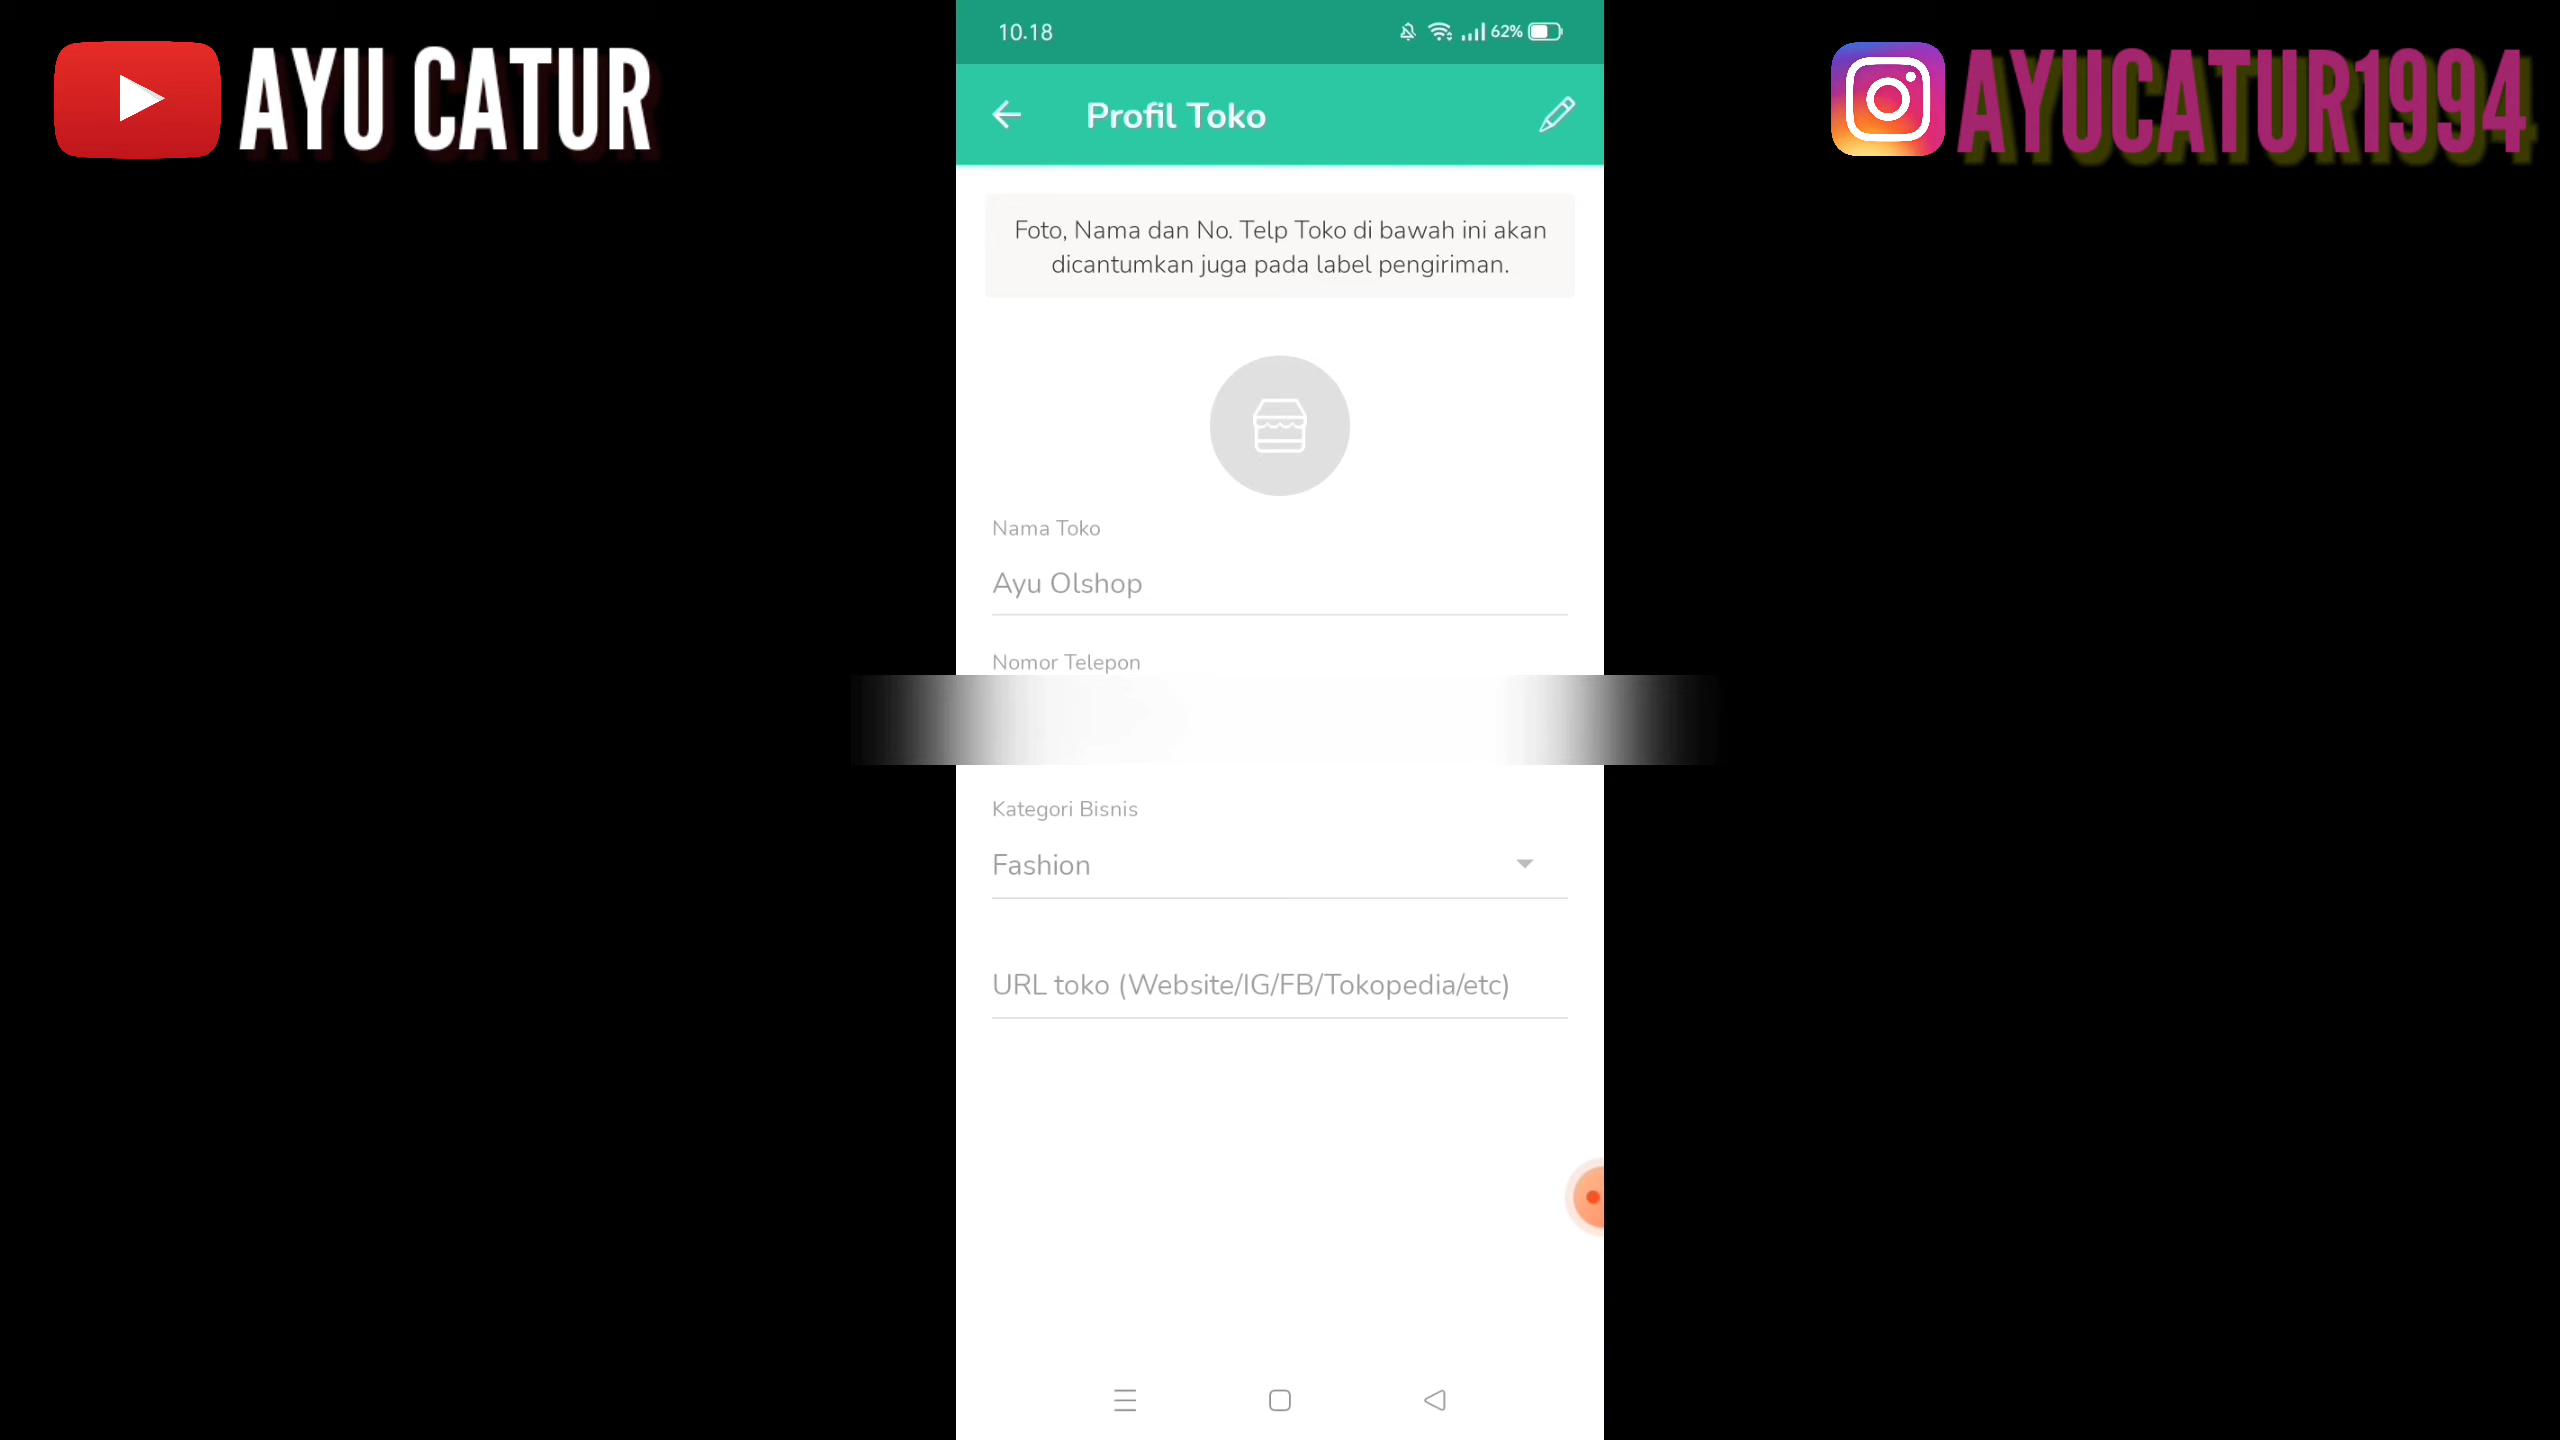 AYU CATUR
AYUCATUR1994
10.18
62%
Profil Toko
Foto, Nama dan No. Telp Toko di bawah ini akan
dicantumkan juga pada label pengiriman.
Nama Toko
Ayu Olshop
Nomor Telepon
Kategori Bisnis
Fashion
URL toko (Website/IG/FB/Tokopedia/etc)